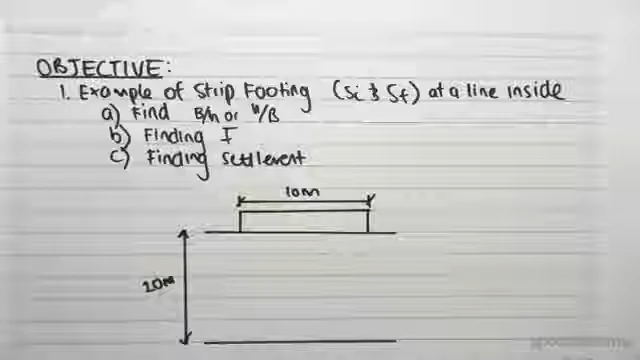 OBJECTIVE:
1. Example of Strip Footing (Si & Sf) at a line inside
a) Find B/h or h/B
b) Finding I
c) Finding settlement
10m
20m